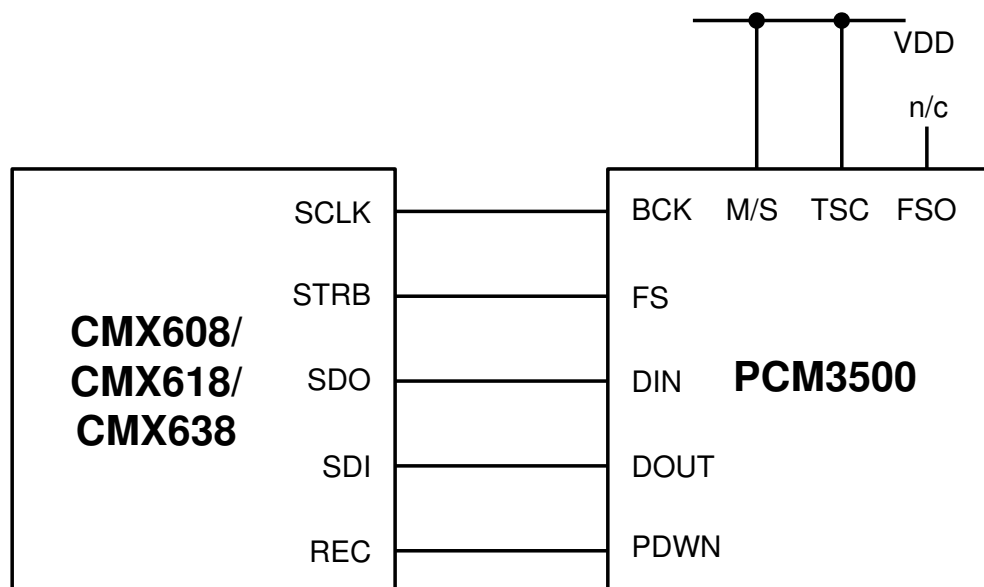 VDD
n/c
SCLK
BCK M/S TSC FSO
STRB
FS
CMX608/
CMX618/
CMX638
SDO
DIN
PCM3500
SDI
DOUT
REC
PDWN